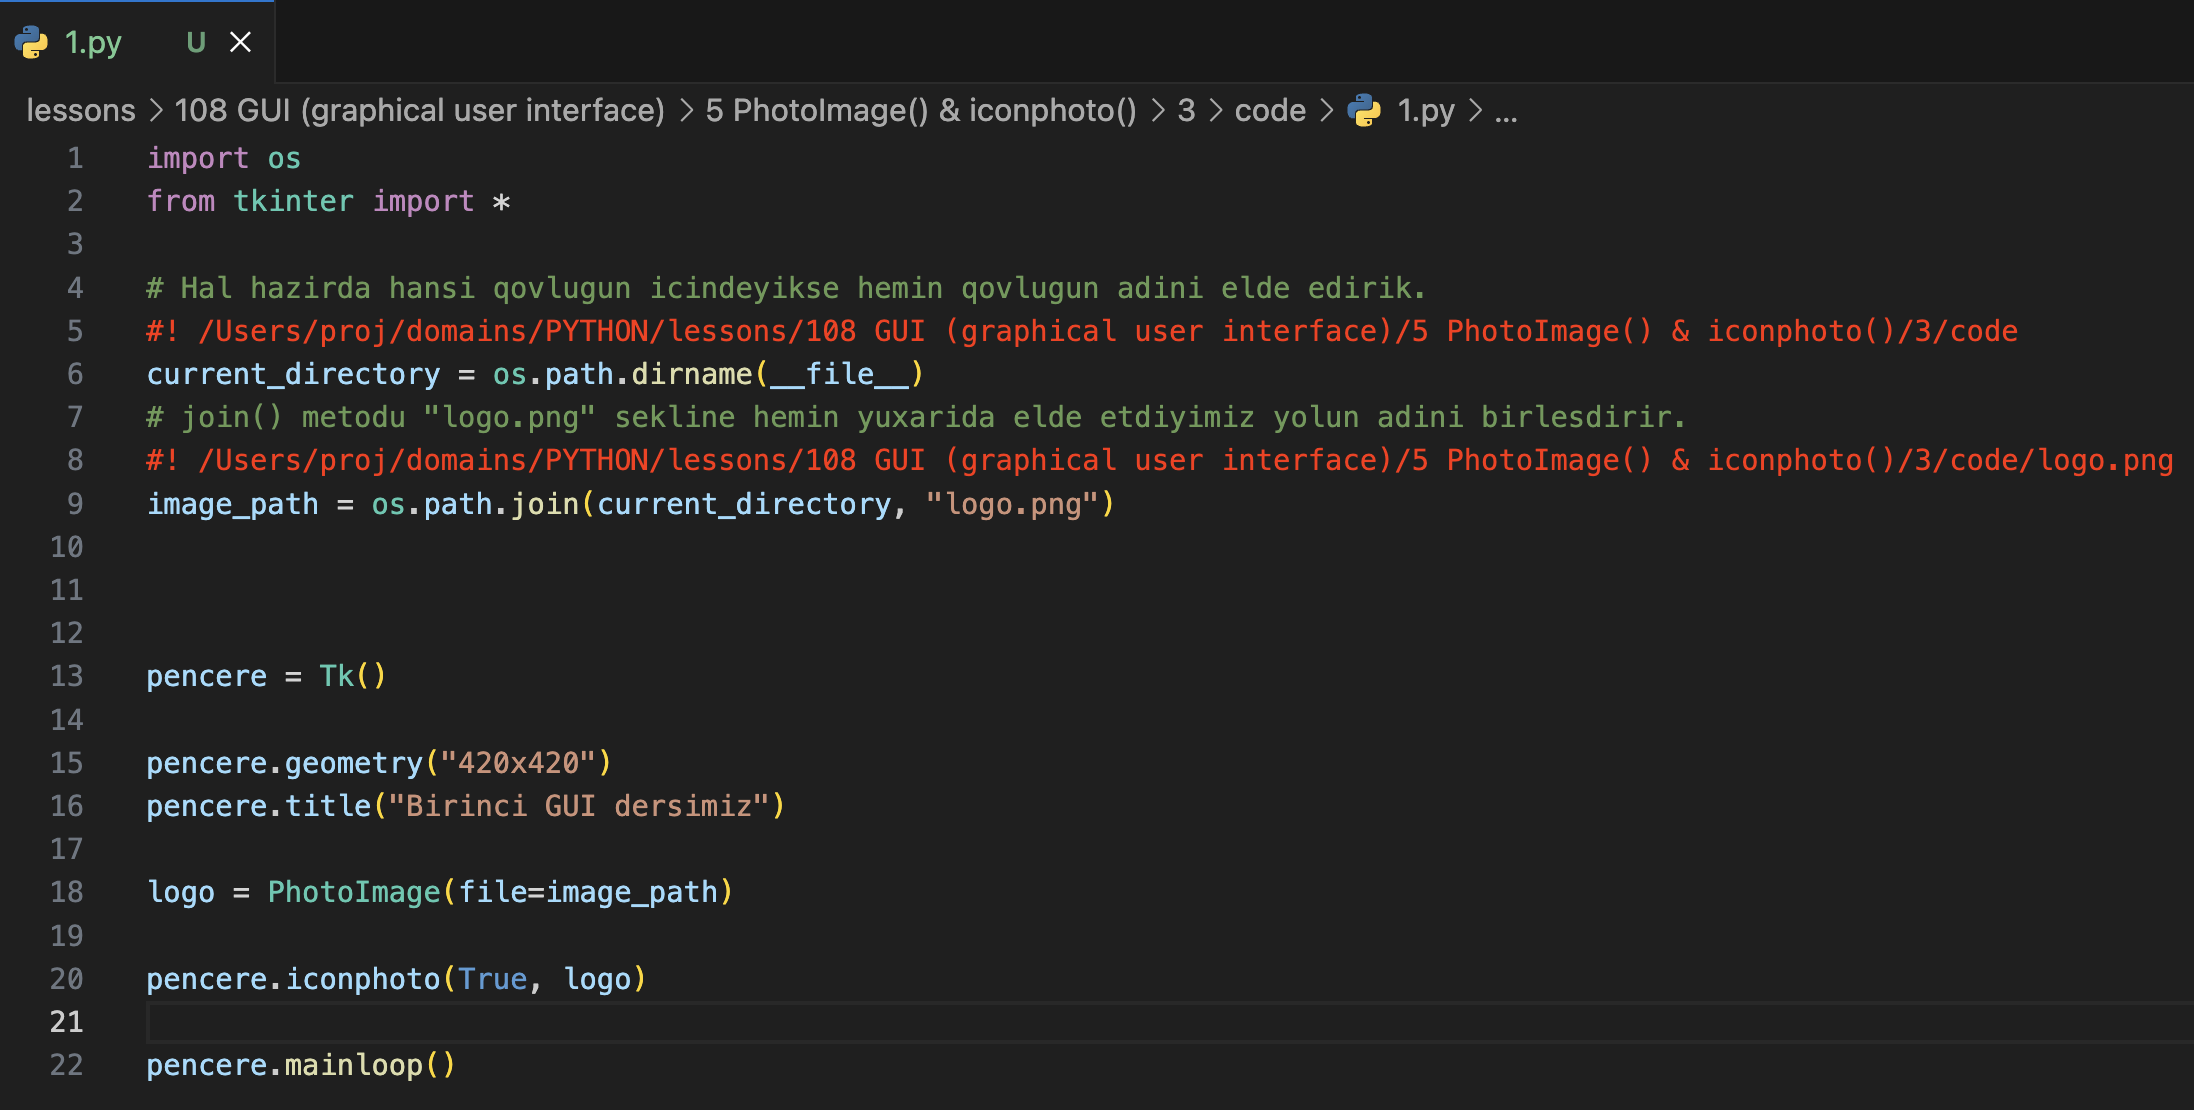 1.py U
lessons > 108 GUI (graphical user interface) > 5 PhotoImage() & iconphoto() > 3 > code > 1.py > ...
1 import os
2 from tkinter import *
3
4 # Hal hazirda hansi qovlugun icindeyikse hemin qovlugun adini elde edirik.
5 #! /Users/proj/domains/PYTHON/lessons/108 GUI (graphical user interface)/5 PhotoImage() & iconphoto()/3/code
6 current_directory = os.path.dirname(__file__)
7 # join() metodu "logo.png" sekline hemin yuxarida elde etdiyimiz yolun adini birlesdirir.
8 #! /Users/proj/domains/PYTHON/lessons/108 GUI (graphical user interface)/5 PhotoImage() & iconphoto()/3/code/logo.png
9 image_path = os.path.join(current_directory, "logo.png")
10
11
12
13 pencere = Tk()
14
15 pencere.geometry("420x420")
16 pencere.title("Birinci GUI dersimiz")
17
18 logo = PhotoImage(file=image_path)
19
20 pencere.iconphoto(True, logo)
21
22 pencere.mainloop()